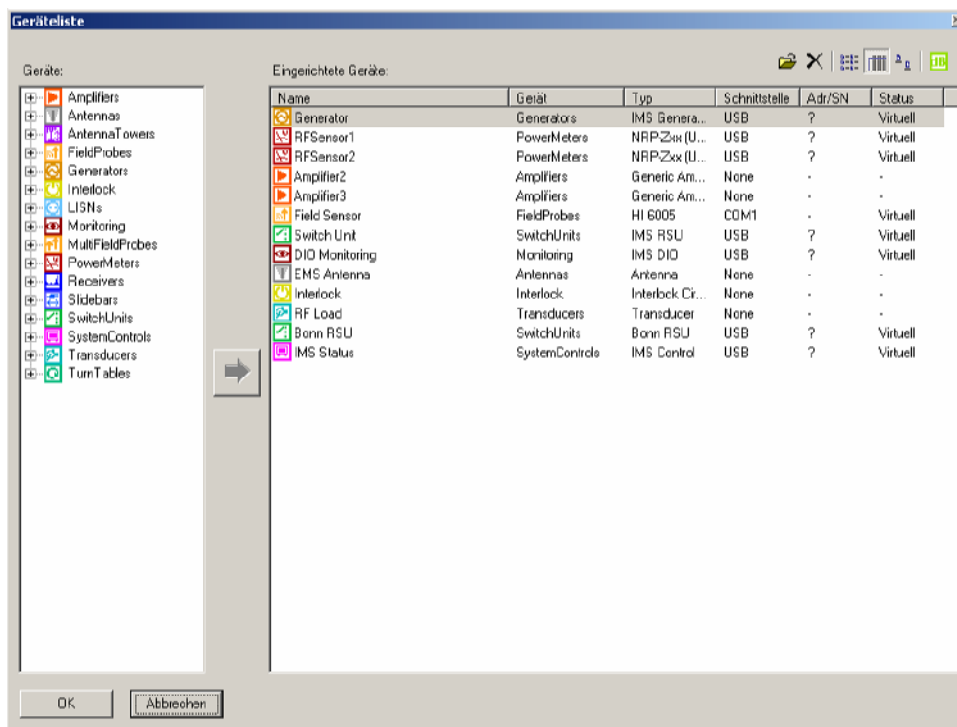 Geräteliste
Geräte:
Eingerichtete Geräte:
Amplifiers
Antennas
AntennaTowers
FieldProbes
Generators
Interlock
LISNs
Monitoring
MultiFieldProbes
PowerMeters
Receivers
Slidebars
SwitchUnits
SystemControls
Transducers
TurnTables
Name Gerät Typ Schnittstelle Adr/SN Status
Generator Generators IMS Genera... USB ? Virtuell
RFSensor1 PowerMeters NRP-Zxx (U... USB ? Virtuell
RFSensor2 PowerMeters NRP-Zxx (U... USB ? Virtuell
Amplifier2 Amplifiers Generic Am... None - -
Amplifier3 Amplifiers Generic Am... None - -
Field Sensor FieldProbes HI 6005 COM1 - Virtuell
Switch Unit SwitchUnits IMS RSU USB ? Virtuell
DIO Monitoring Monitoring IMS DIO USB ? Virtuell
EMS Antenna Antennas Antenna None - -
Interlock Interlock Interlock Cir... None - -
RF Load Transducers Transducer None - -
Bonn RSU SwitchUnits Bonn RSU USB ? Virtuell
IMS Status SystemControls IMS Control USB ? Virtuell
OK
Abbrechen